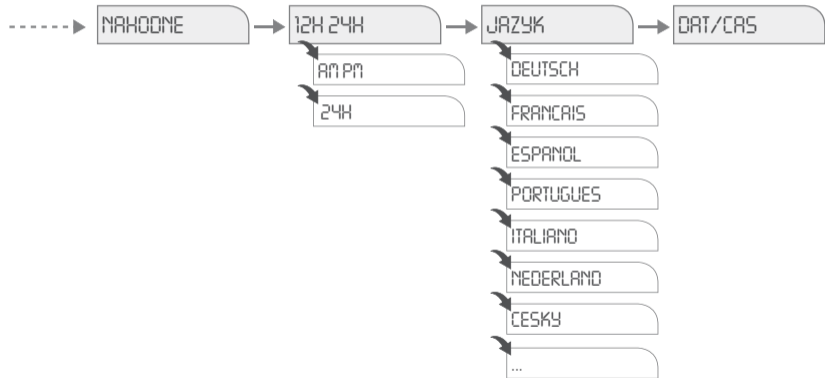 NAHODNE
12H 24H
AM PM
24H
JAZYK
DEUTSCH
FRANCAIS
ESPANOL
PORTUGUES
ITALIANO
NEDERLAND
CESKY
...
DAT/CAS